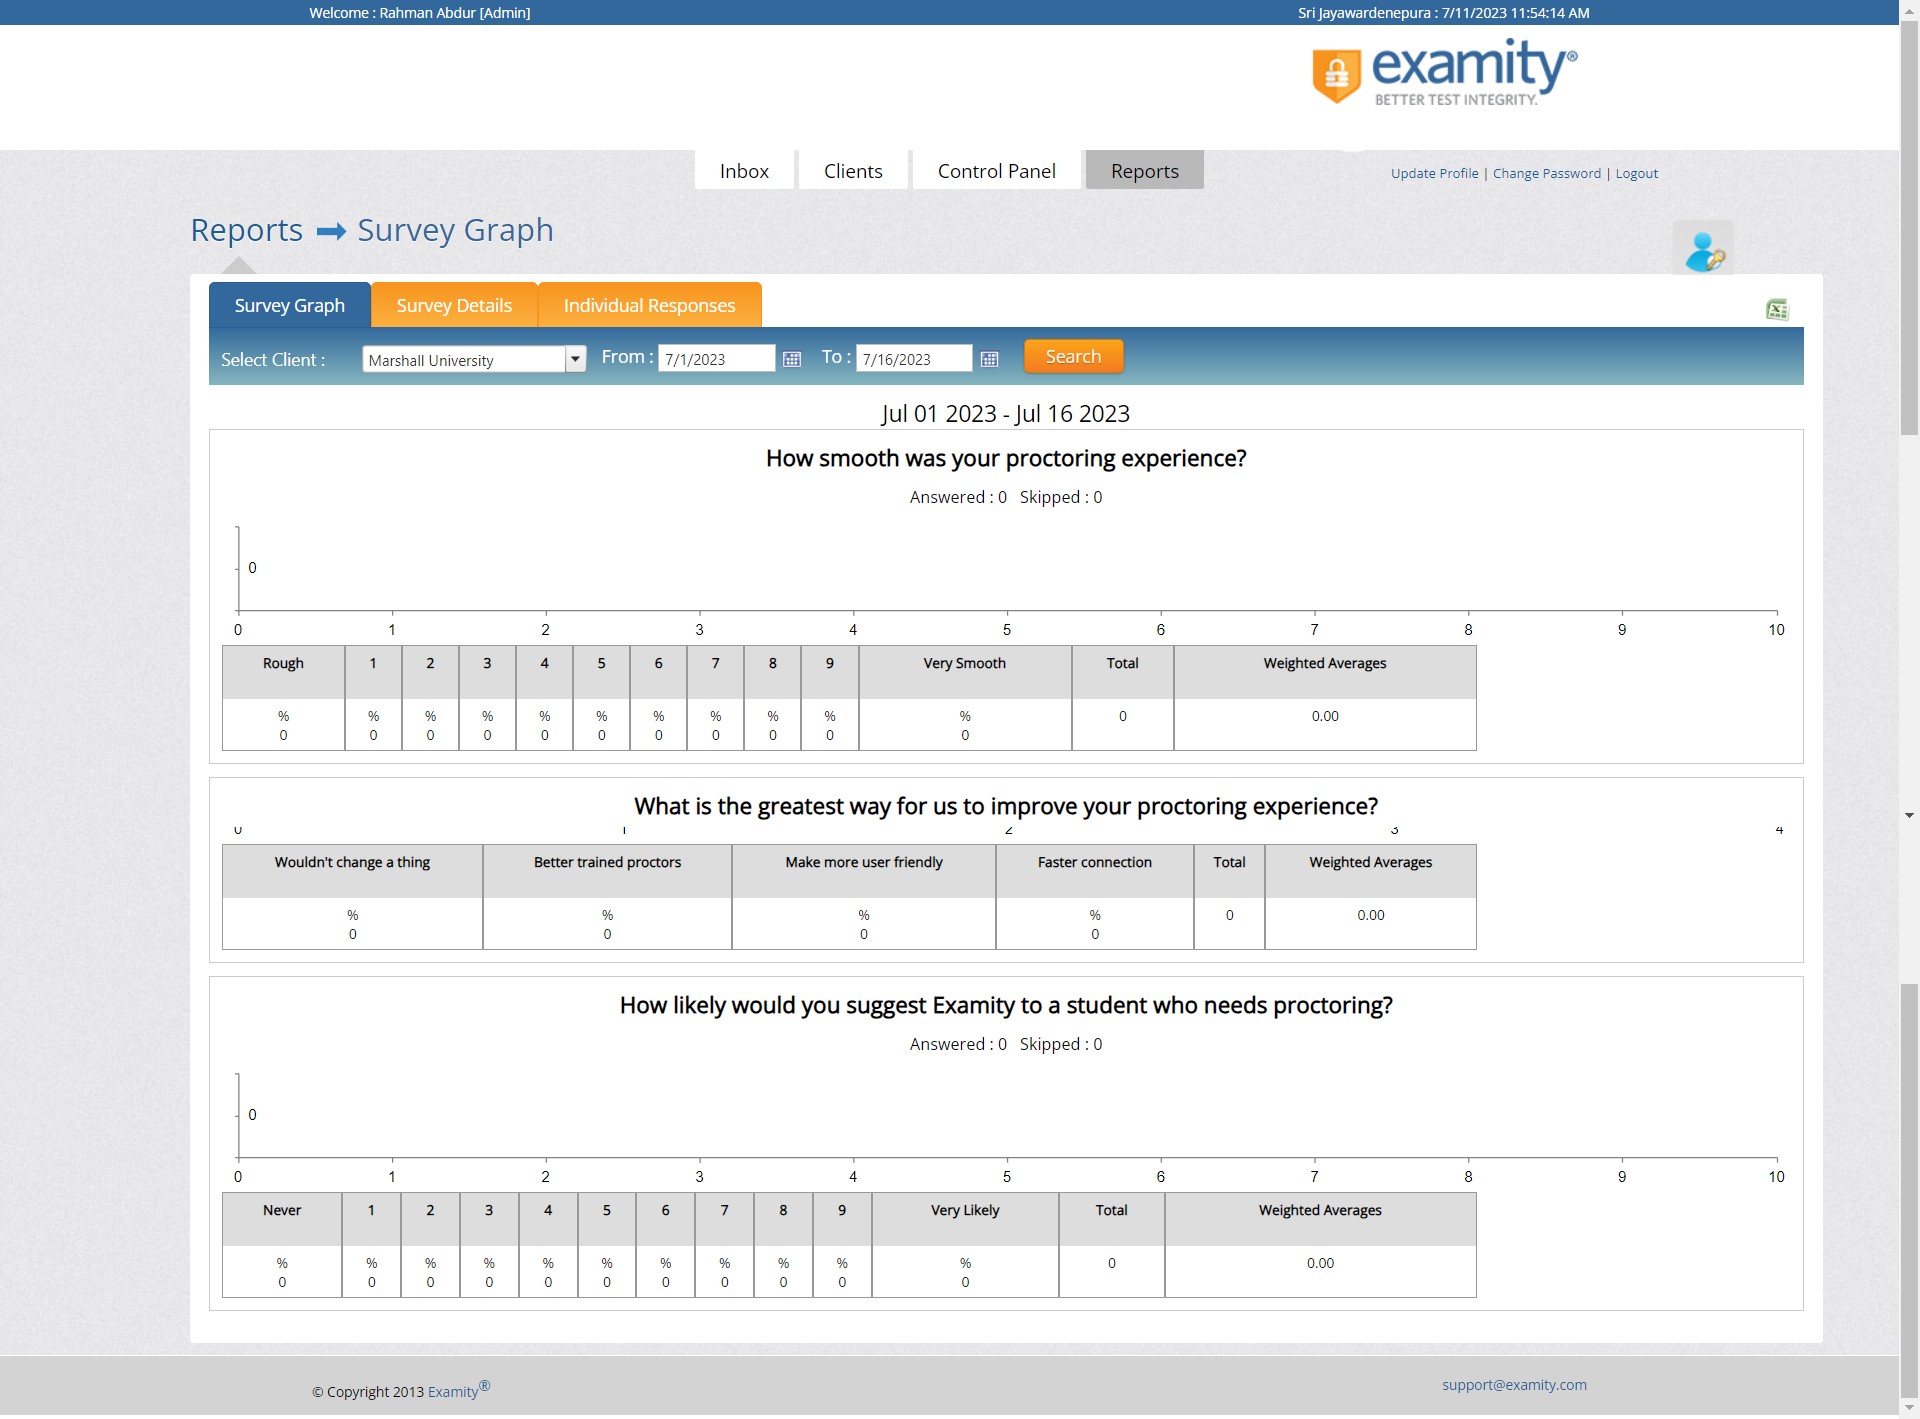 Welcome : Rahman Abdur [Admin]
Sri Jayawardenepura : 7/11/2023 11:54:14 AM
examity®
BETTER TEST INTEGRITY.
Inbox
Clients
Control Panel
Reports
Update Profile | Change Password | Logout
Reports
Survey Graph
Survey Graph
Survey Details
Individual Responses
Select Client :
Marshall University
From :
7/1/2023
To :
7/16/2023
Search
Jul 01 2023 - Jul 16 2023
How smooth was your proctoring experience?
Answered : 0 Skipped : 0
0
0 1 2 3 4 5 6 7 8 9 10
Rough 1 2 3 4 5 6 7 8 9 Very Smooth Total Weighted Averages
% % % % % % % % % % % 0 0.00
0 0 0 0 0 0 0 0 0 0 0
What is the greatest way for us to improve your proctoring experience?
0 1 2 3 4
Wouldn't change a thing Better trained proctors Make more user friendly Faster connection Total Weighted Averages
% % % % 0 0.00
0 0 0 0
How likely would you suggest Examity to a student who needs proctoring?
Answered : 0 Skipped : 0
0
0 1 2 3 4 5 6 7 8 9 10
Never 1 2 3 4 5 6 7 8 9 Very Likely Total Weighted Averages
% % % % % % % % % % % 0 0.00
0 0 0 0 0 0 0 0 0 0 0
© Copyright 2013 Examity®
support@examity.com